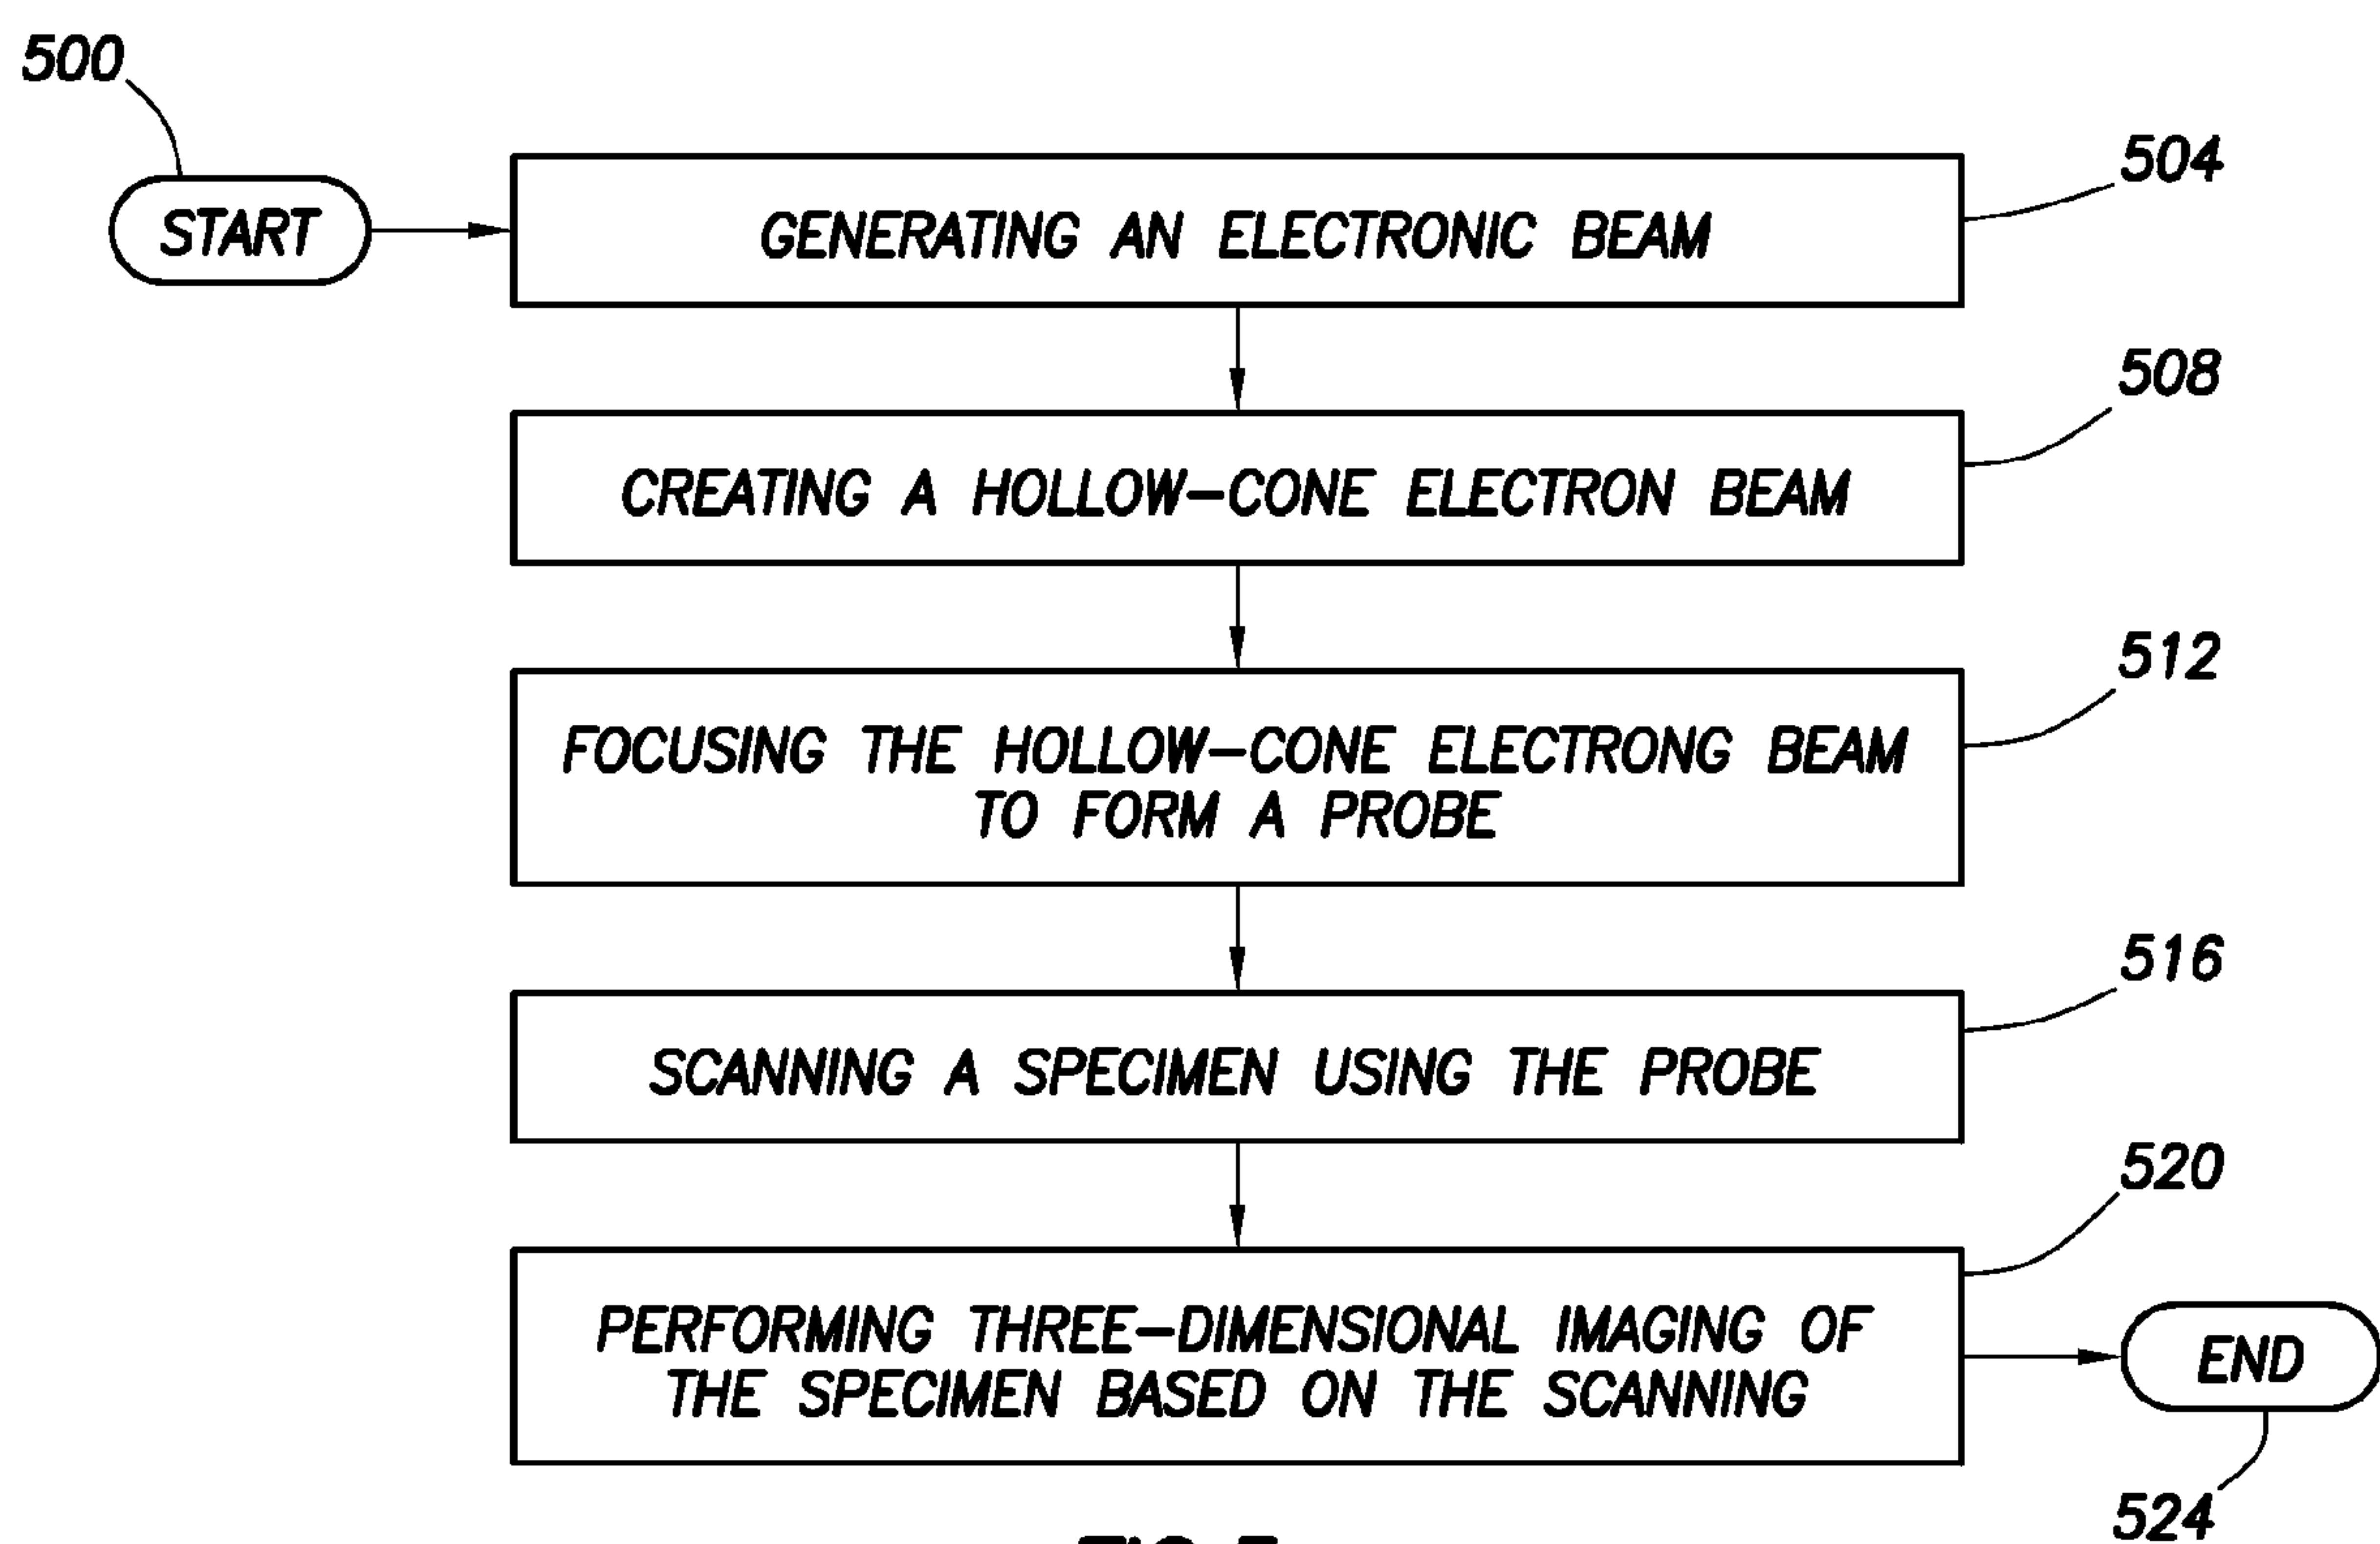 500
START
504
GENERATING AN ELECTRONIC BEAM
508
CREATING A HOLLOW-CONE ELECTRON BEAM
512
FOCUSING THE HOLLOW-CONE ELECTRONG BEAM
TO FORM A PROBE
516
SCANNING A SPECIMEN USING THE PROBE
520
PERFORMING THREE-DIMENSIONAL IMAGING OF
THE SPECIMEN BASED ON THE SCANNING
END
524